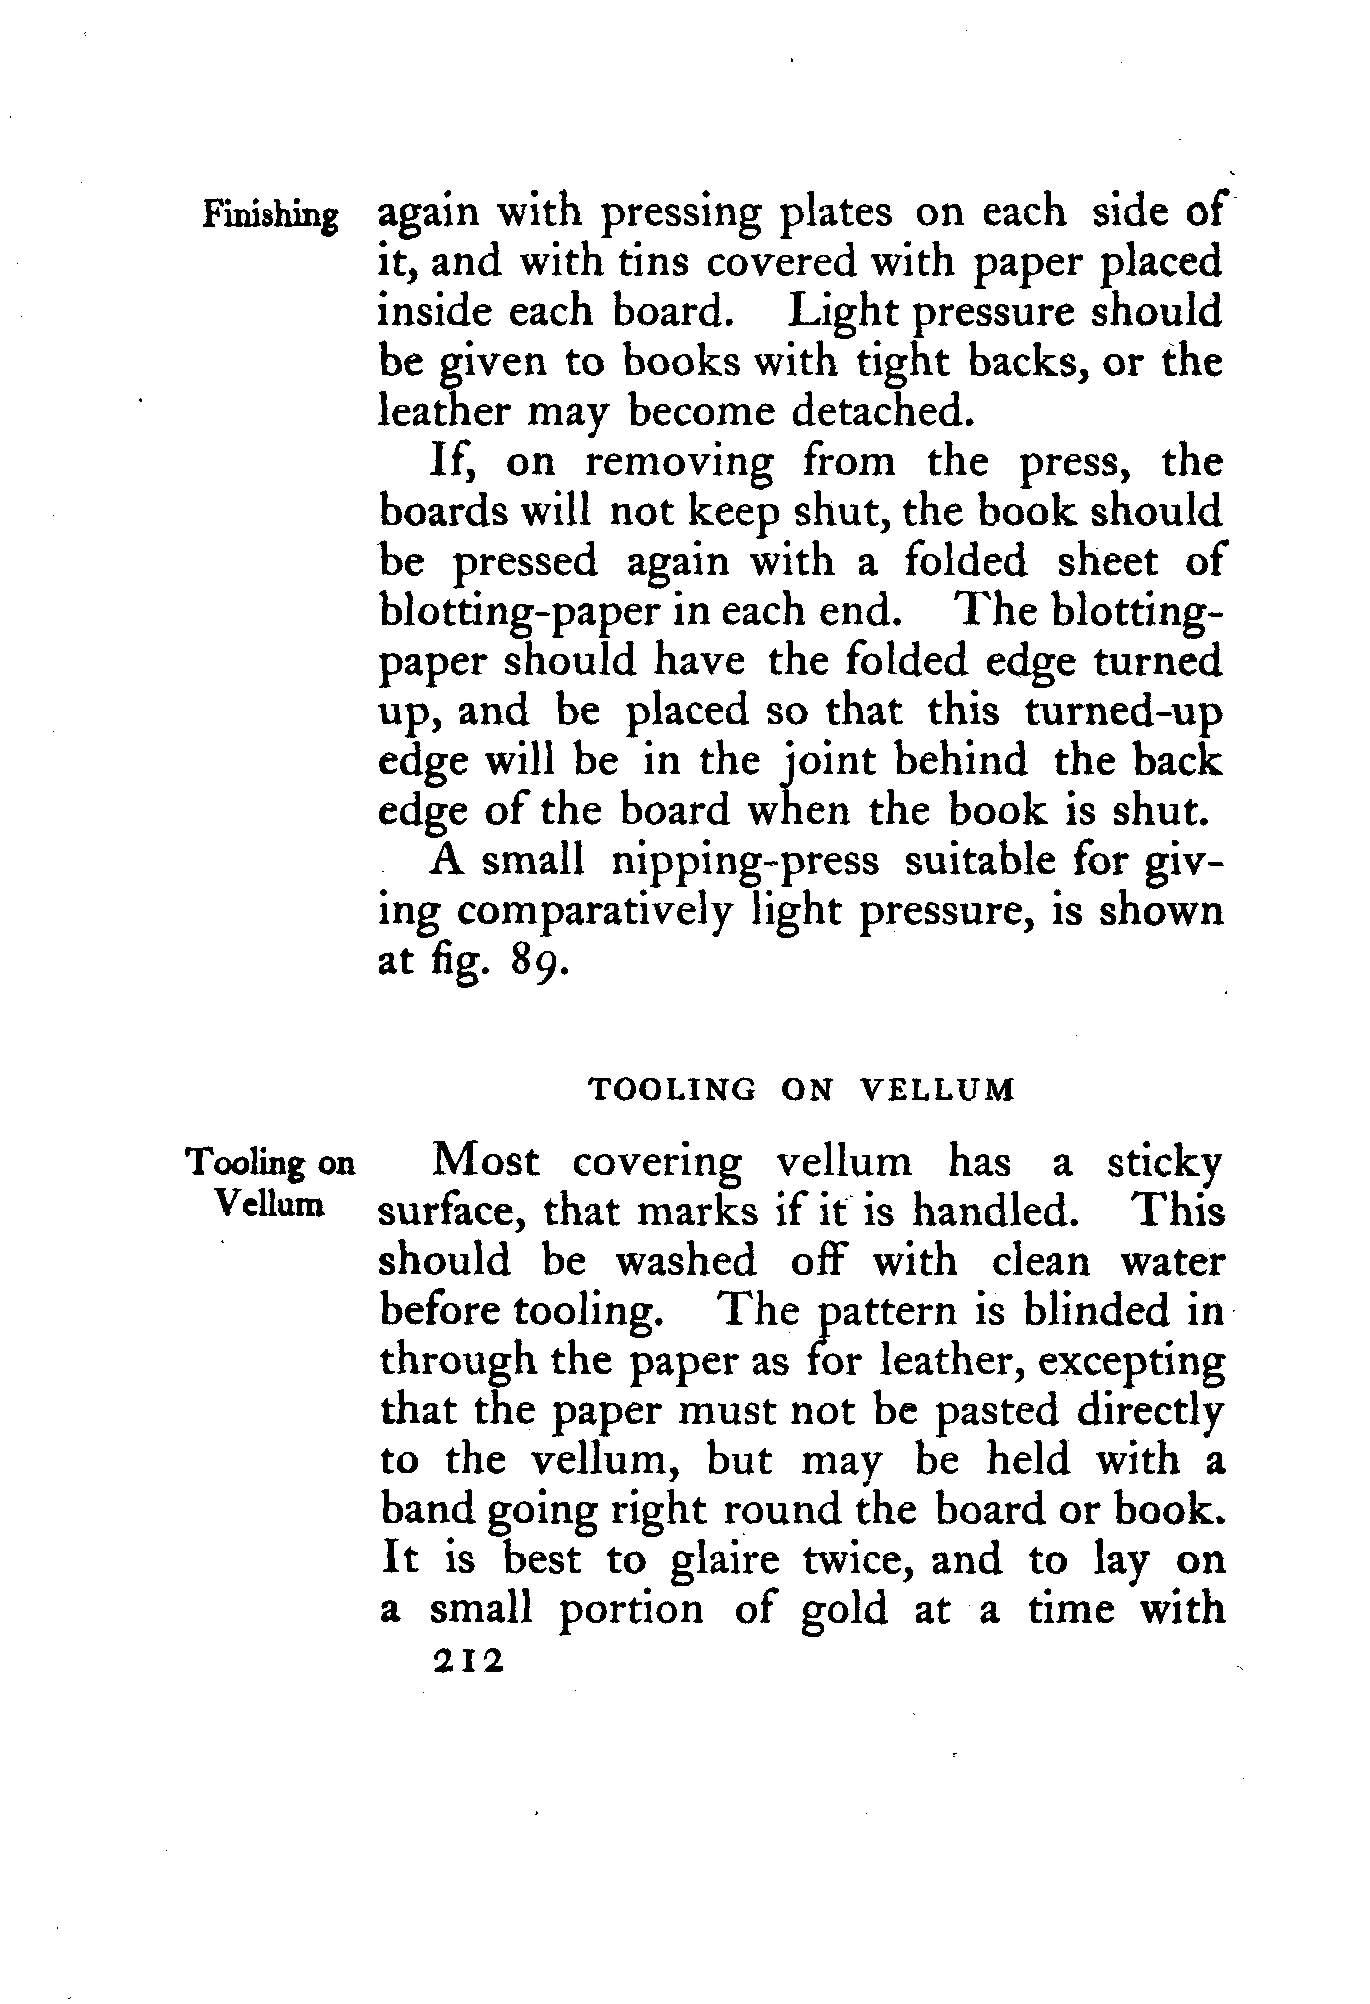 Finishing again with pressing plates on each side of
it, and with tins covered with paper placed
inside each board. Light pressure should
be given to books with tight backs, or the
leather may become detached.
If, on removing from the press, the
boards will not keep shut, the book should
be pressed again with a folded sheet of
blotting-paper in each end. The blotting-
paper should have the folded edge turned
up, and be placed so that this turned-up
edge will be in the joint behind the back
edge of the board when the book is shut.
A small nipping-press suitable for giv-
ing comparatively light pressure, is shown
at fig. 89.
TOOLING ON VELLUM
Tooling on Most covering vellum has a sticky
Vellum surface, that marks if it is handled. This
should be washed off with clean water
before tooling. The pattern is blinded in
through the paper as for leather, excepting
that the paper must not be pasted directly
to the vellum, but may be held with a
band going right round the board or book.
It is best to glaire twice, and to lay on
a small portion of gold at a time with
212